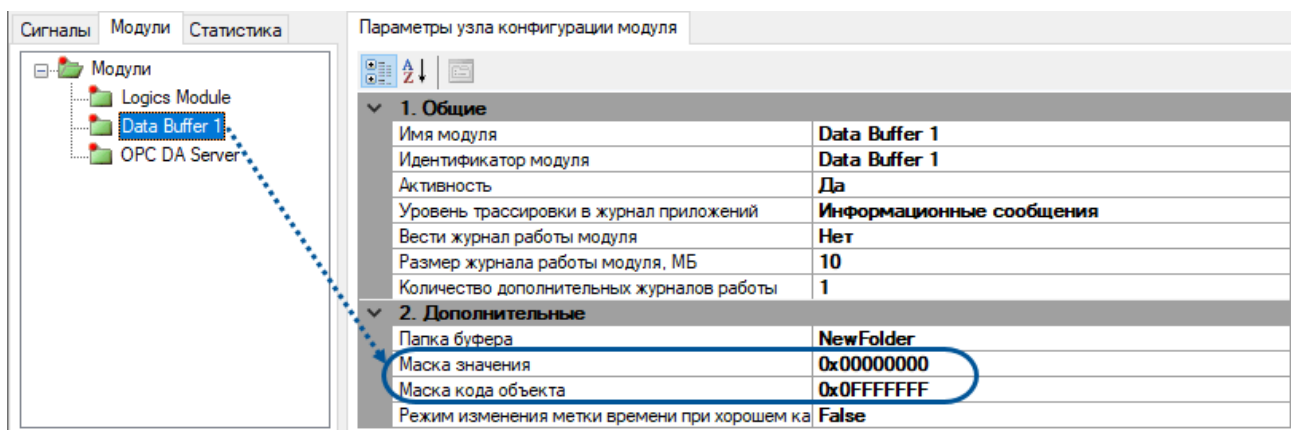 Сигналы Модули Статистика
Параметры узла конфигурации модуля
Модули
Logics Module
Data Buffer 1
OPC DA Server
1. Общие
Имя модуля Data Buffer 1
Идентификатор модуля Data Buffer 1
Активность Да
Уровень трассировки в журнал приложений Информационные сообщения
Вести журнал работы модуля Нет
Размер журнала работы модуля, МБ 10
Количество дополнительных журналов работы 1
2. Дополнительные
Папка буфера NewFolder
Маска значения 0x00000000
Маска кода объекта 0x0FFFFFFF
Режим изменения метки времени при хорошем ка False